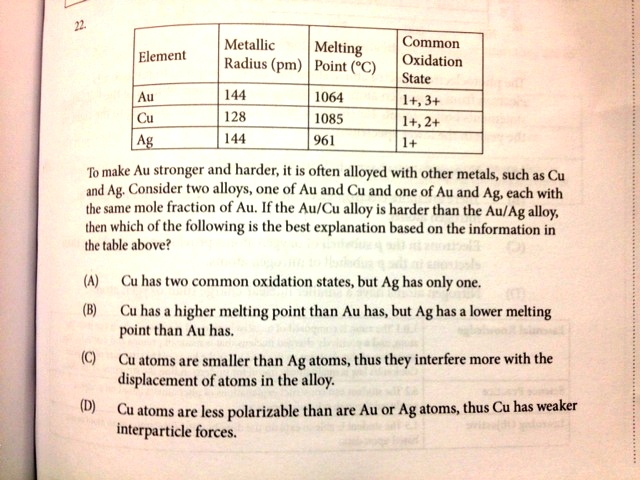 22.
Element Metallic Radius (pm) Melting Point (°C) Common Oxidation State
Au 144 1064 1+, 3+
Cu 128 1085 1+, 2+
Ag 144 961 1+
To make Au stronger and harder, it is often alloyed with other metals, such as Cu
and Ag. Consider two alloys, one of Au and Cu and one of Au and Ag, each with
the same mole fraction of Au. If the Au/Cu alloy is harder than the Au/Ag alloy,
then which of the following is the best explanation based on the information in
the table above?
(A) Cu has two common oxidation states, but Ag has only one.
(B) Cu has a higher melting point than Au has, but Ag has a lower melting
point than Au has.
(C) Cu atoms are smaller than Ag atoms, thus they interfere more with the
displacement of atoms in the alloy.
(D) Cu atoms are less polarizable than are Au or Ag atoms, thus Cu has weaker
interparticle forces.